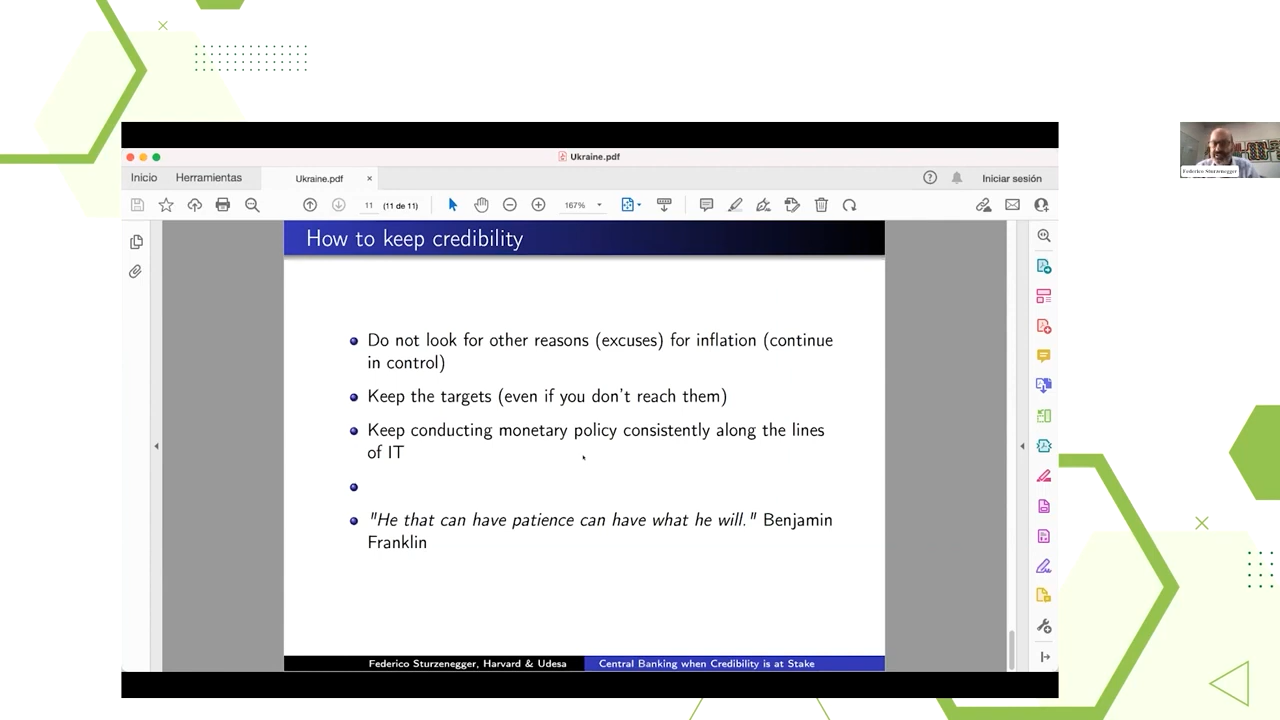 Ukraine.pdf
Inicio
Herramientas
Ukraine.pdf
Iniciar sesión
11
(11 de 11)
167%
How to keep credibility
Do not look for other reasons (excuses) for inflation (continue
in control)
Keep the targets (even if you don't reach them)
Keep conducting monetary policy consistently along the lines
of IT
"He that can have patience can have what he will." Benjamin
Franklin
Federico Sturzenegger, Harvard & Udesa
Central Banking when Credibility is at Stake
Federico Sturzenegger